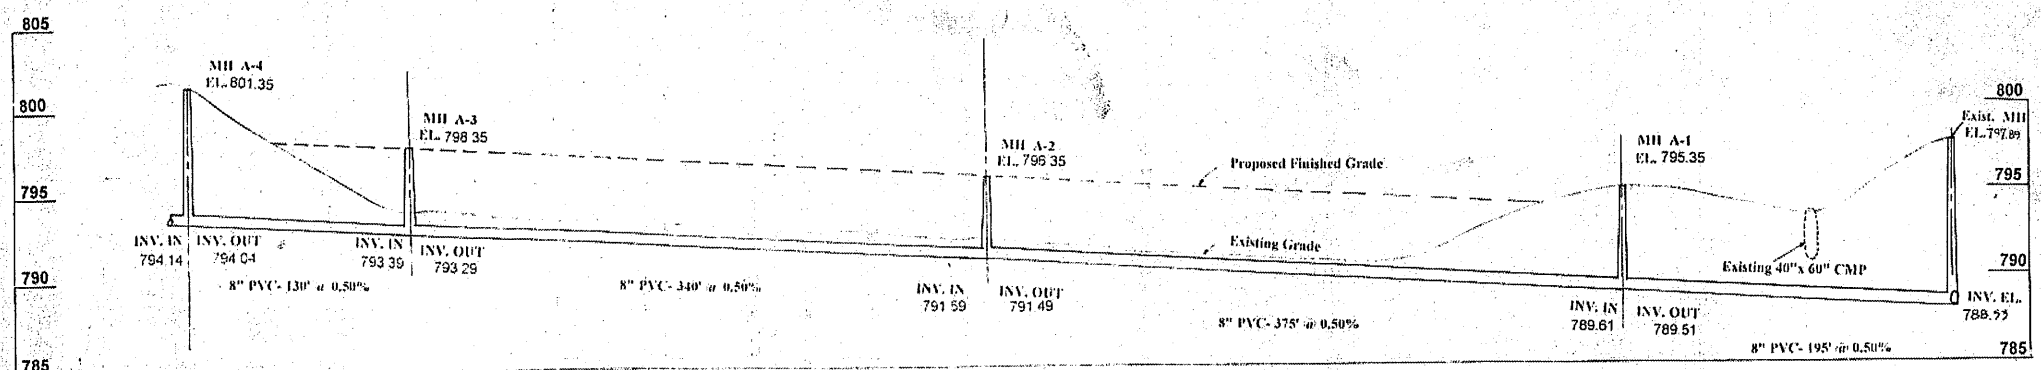 805
MH A-4
EL. 801.35
800
800
Exist. MH
EL. 797.89
MH A-3
EL. 798.35
MH A-2
EL. 796.35
MH A-1
EL. 795.35
Proposed Finished Grade
795
795
INV. IN
794.14
INV. OUT
794.04
INV. IN
793.39
INV. OUT
793.29
Existing Grade
Existing 40"x 60" CMP
790
790
8" PVC- 130' @ 0.50%
8" PVC- 340' @ 0.50%
INV. IN
791.59
INV. OUT
791.49
8" PVC- 375' @ 0.50%
INV. IN
789.61
INV. OUT
789.51
INV. EL.
8" PVC- 195' @ 0.50%
785
785